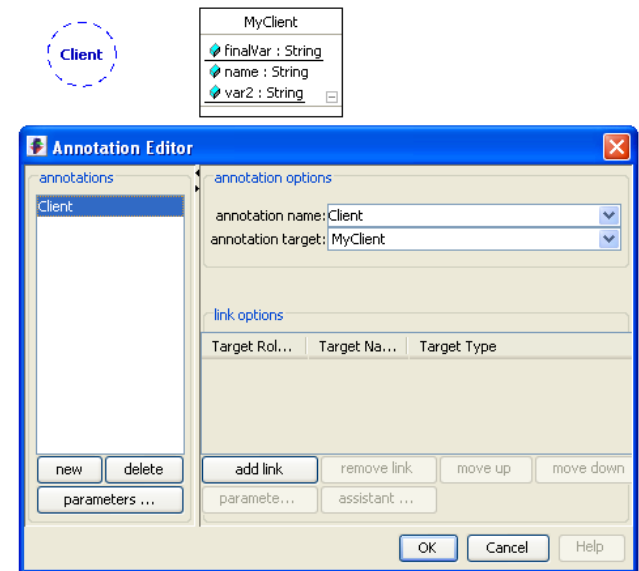 MyClient
Client
finalVar : String
name : String
var2 : String
Annotation Editor
annotations
Client
annotation options
annotation name: Client
annotation target: MyClient
link options
Target Rol... Target Na... Target Type
new delete
parameters ...
add link remove link move up move down
paramete... assistant ...
OK Cancel Help